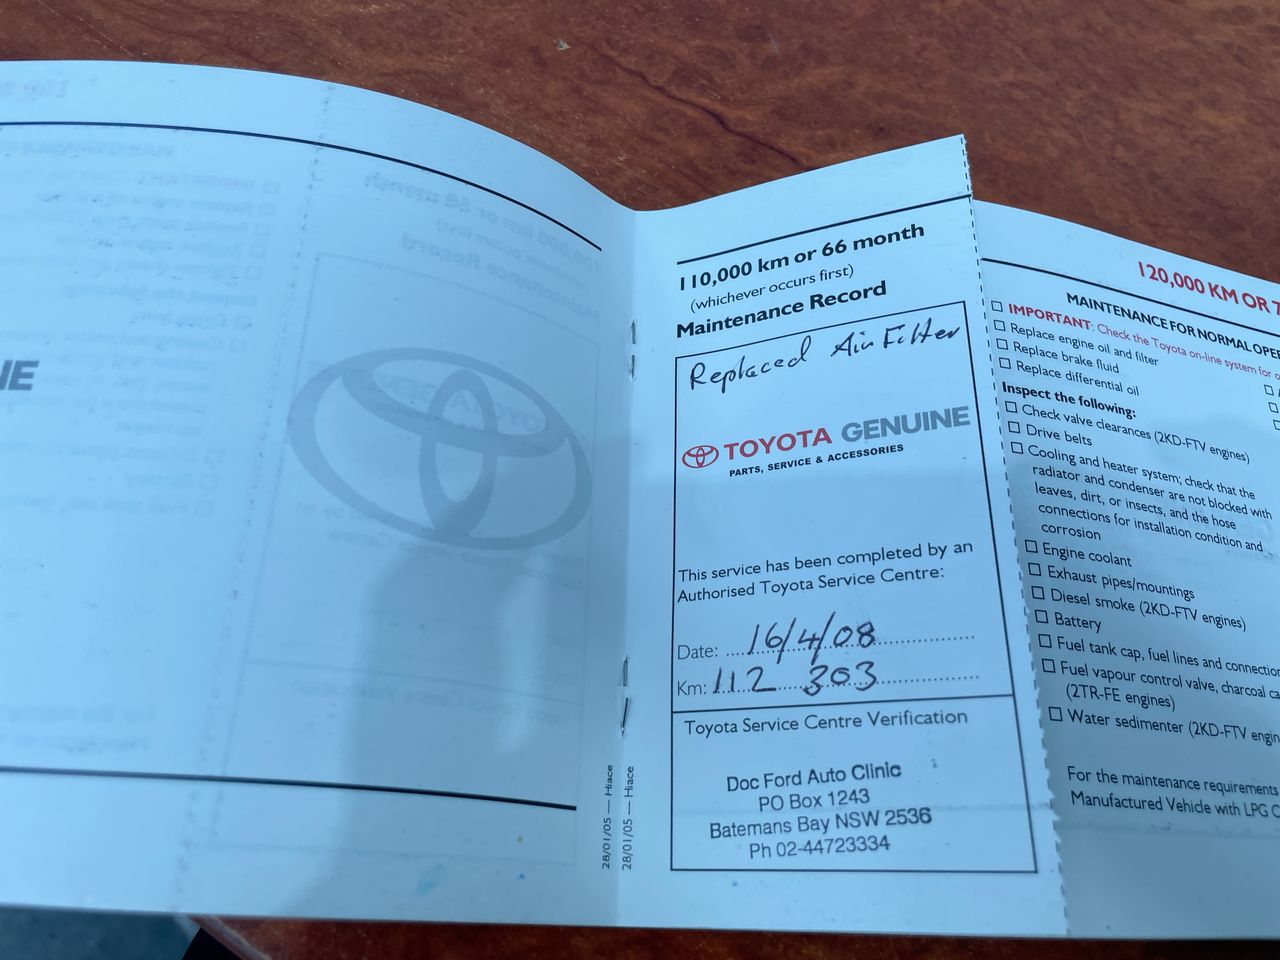 NE
28/01/05 — Hiace
28/01/05 — Hiace
110,000 km or 66 month
(whichever occurs first)
Maintenance Record
Replaced Air Filter
TOYOTA GENUINE
PARTS, SERVICE & ACCESSORIES
This service has been completed by an
Authorised Toyota Service Centre:
Date: 16/4/08
Km: 112 303
Toyota Service Centre Verification
Doc Ford Auto Clinic
PO Box 1243
Batemans Bay NSW 2536
Ph 02-44723334
120,000 KM OR 7
MAINTENANCE FOR NORMAL OPER
IMPORTANT: Check the Toyota on-line system for
Replace engine oil and filter
Replace brake fluid
Replace differential oil
Inspect the following:
Check valve clearances (2KD-FTV engines)
Drive belts
Cooling and heater system; check that the
radiator and condenser are not blocked with
leaves, dirt, or insects, and the hose
connections for installation condition and
corrosion
Engine coolant
Exhaust pipes/mountings
Diesel smoke (2KD-FTV engines)
Battery
Fuel tank cap, fuel lines and connection
Fuel vapour control valve, charcoal ca
(2TR-FE engines)
Water sedimenter (2KD-FTV engin
For the maintenance requirements
Manufactured Vehicle with LPG